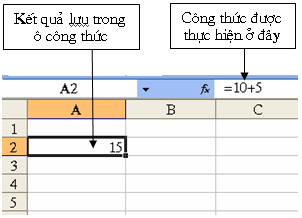 Kết quả lưu trong
ô công thức
Công thức được
thực hiện ở đây
A2 fx =10+5
A B C
1
2 15
3
4
5